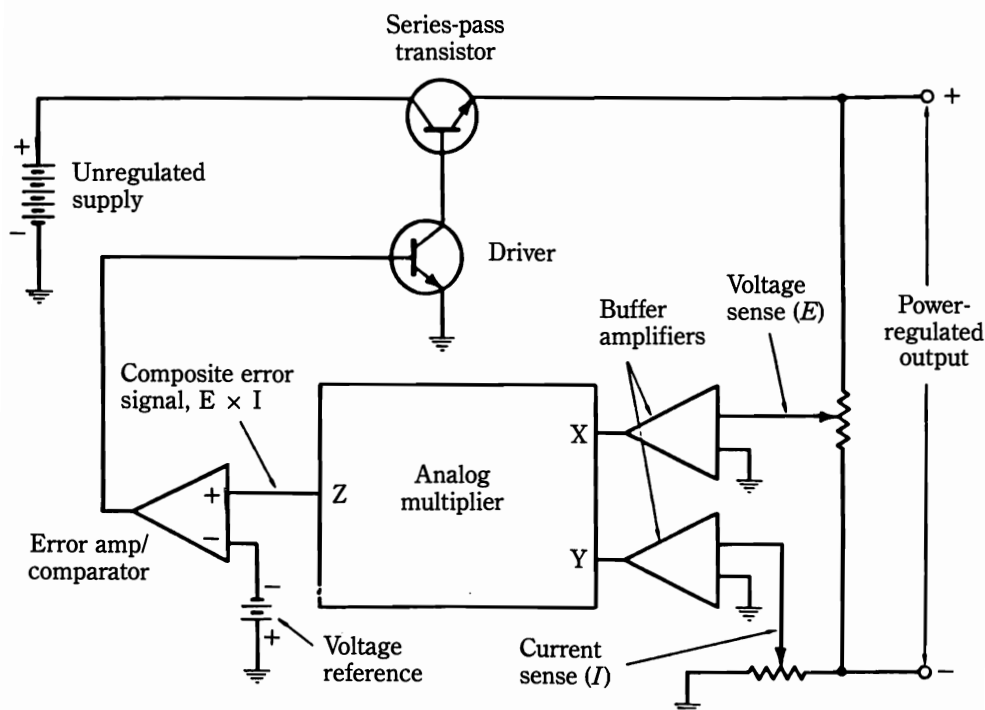 Series-pass
transistor
+
+
Unregulated
supply
−
Driver
Voltage
sense (E)
Buffer
amplifiers
Power-
regulated
output
Composite error
signal, E × I
X
Analog
multiplier
+
Z
−
Y
Error amp/
comparator
−
+
Voltage
reference
Current
sense (I)
−